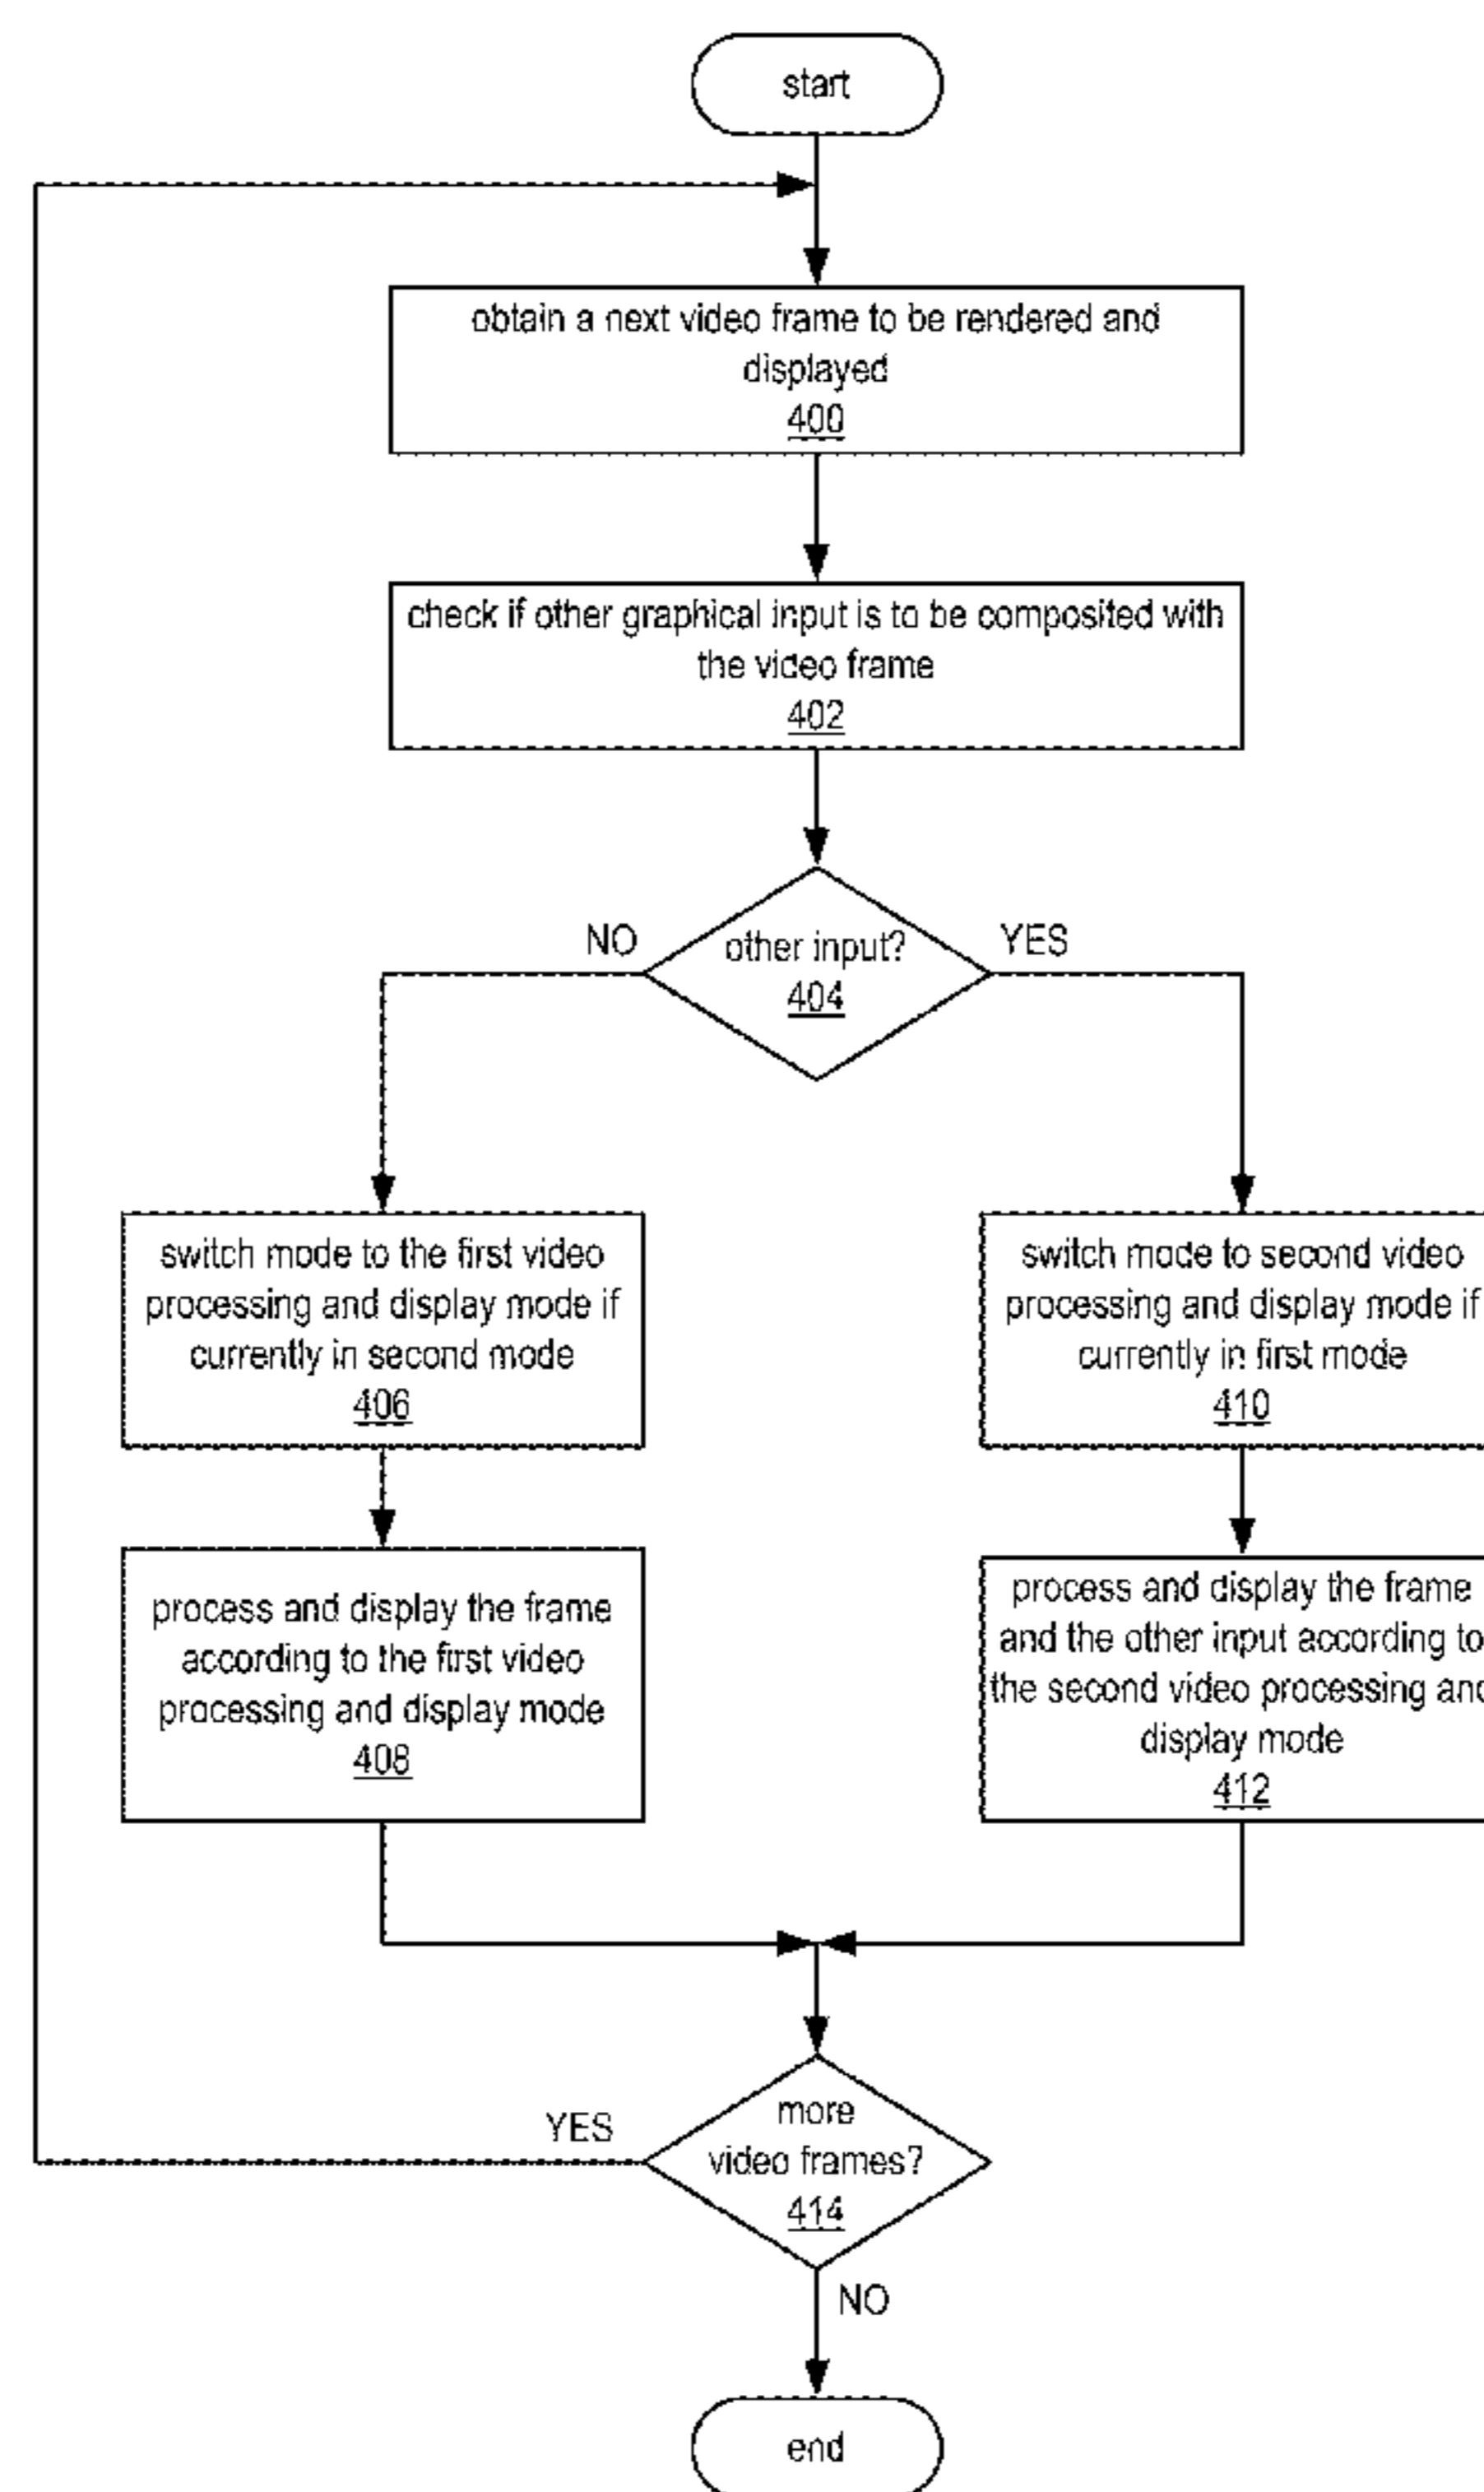 start
obtain a next video frame to be rendered and
displayed
400
check if other graphical input is to be composited with
the video frame
402
NO
other input?
404
YES
switch mode to the first video
processing and display mode if
currently in second mode
406
switch mode to second video
processing and display mode if
currently in first mode
410
process and display the frame
according to the first video
processing and display mode
408
process and display the frame
and the other input according to
the second video processing and
display mode
412
YES
more
video frames?
414
NO
end